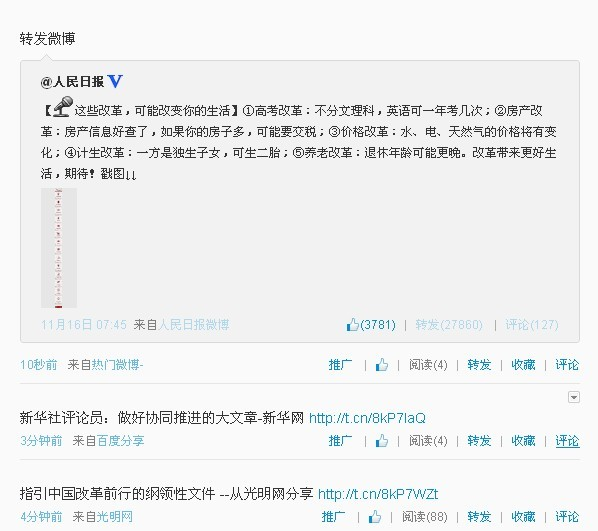 转发微博
@人民日报
【这些改革，可能改变你的生活】①高考改革：不分文理科，英语可一年考几次；②房产改
革：房产信息好查了，如果你的房子多，可能要交税；③价格改革：水、电、天然气的价格将有变
化；④计生改革：一方是独生子女，可生二胎；⑤养老改革：退休年龄可能更晚。改革带来更好生
活，期待！戳图↓↓
11月16日 07:45 来自人民日报微博 (3781) | 转发(27860) | 评论(127)
10秒前 来自热门微博- 推广 | | 阅读(4) | 转发 | 收藏 | 评论
新华社评论员：做好协同推进的大文章-新华网 http://t.cn/8kP7laQ
3分钟前 来自百度分享 推广 | | 阅读(4) | 转发 | 收藏 | 评论
指引中国改革前行的纲领性文件 --从光明网分享 http://t.cn/8kP7WZt
4分钟前 来自光明网 推广 | | 阅读(88) | 转发 | 收藏 | 评论